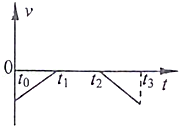 v
0
t₀ t₁ t₂ t₃
t